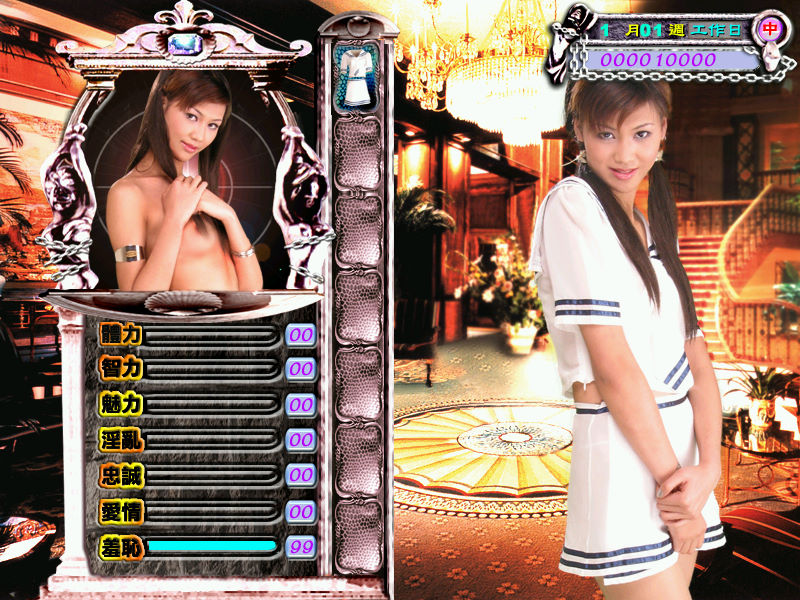 1 月01週 工作日 中
000010000
體力 00
智力 00
魅力 00
淫亂 00
忠誠 00
愛情 00
羞恥 99